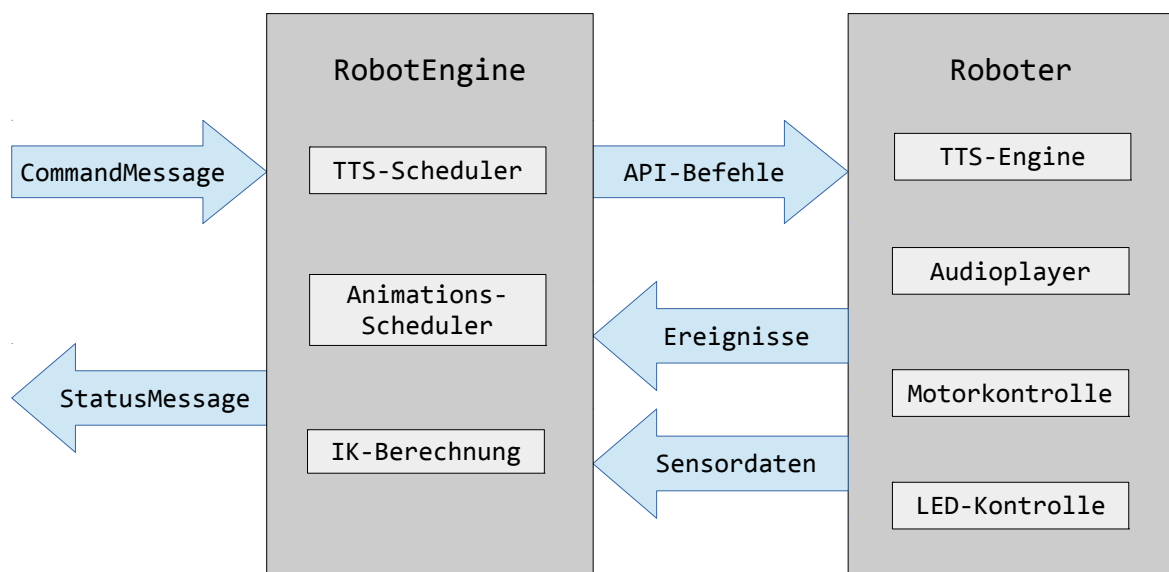 RobotEngine
Roboter
CommandMessage
TTS-Scheduler
API-Befehle
TTS-Engine
Animations-
Scheduler
Audioplayer
Ereignisse
StatusMessage
Motorkontrolle
IK-Berechnung
Sensordaten
LED-Kontrolle